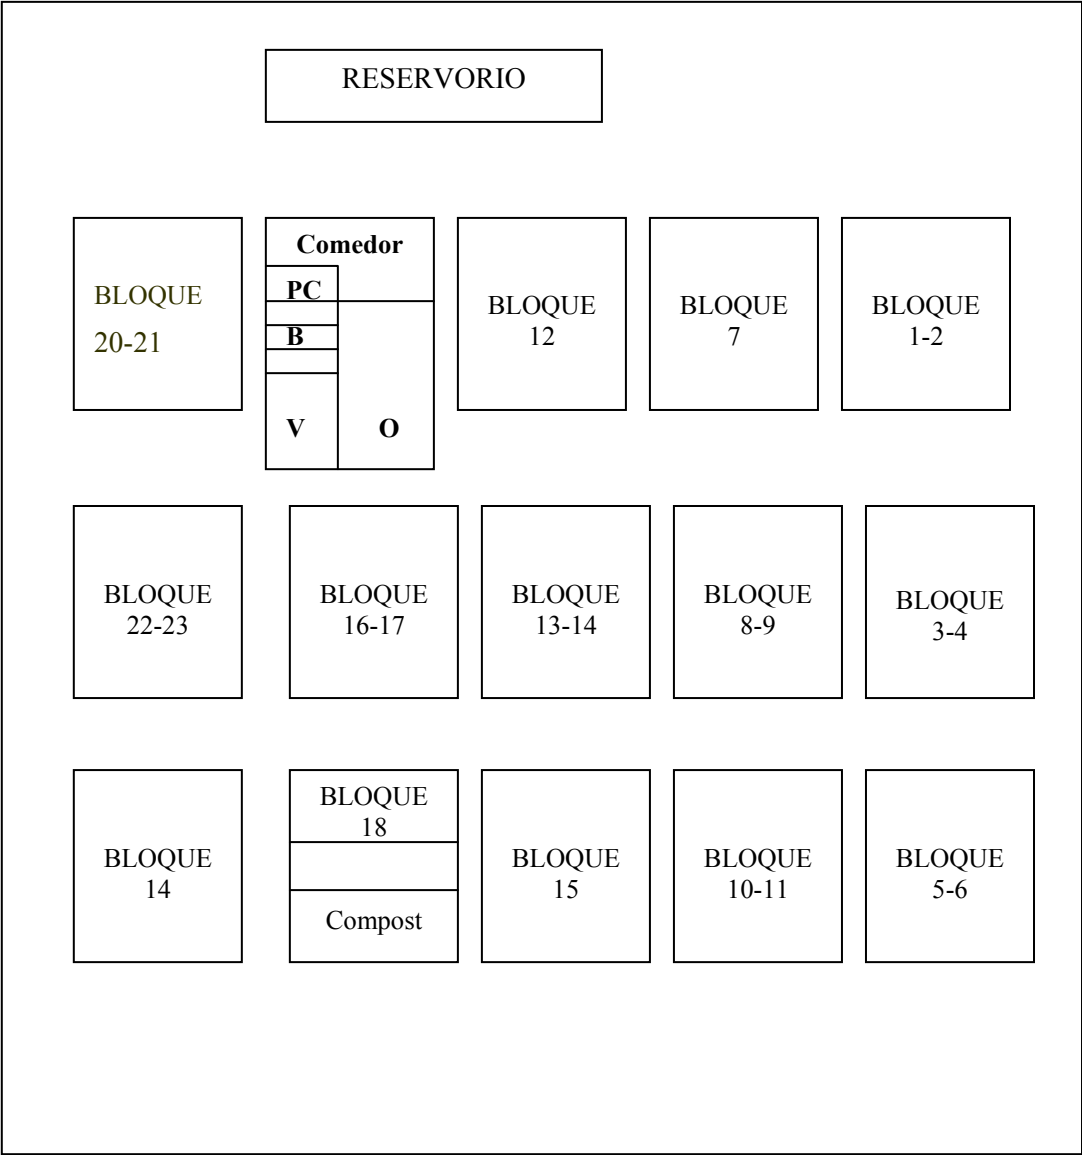 RESERVORIO
BLOQUE
20-21
Comedor
PC
B
V O
BLOQUE
12
BLOQUE
7
BLOQUE
1-2
BLOQUE
22-23
BLOQUE
16-17
BLOQUE
13-14
BLOQUE
8-9
BLOQUE
3-4
BLOQUE
14
BLOQUE
18
Compost
BLOQUE
15
BLOQUE
10-11
BLOQUE
5-6